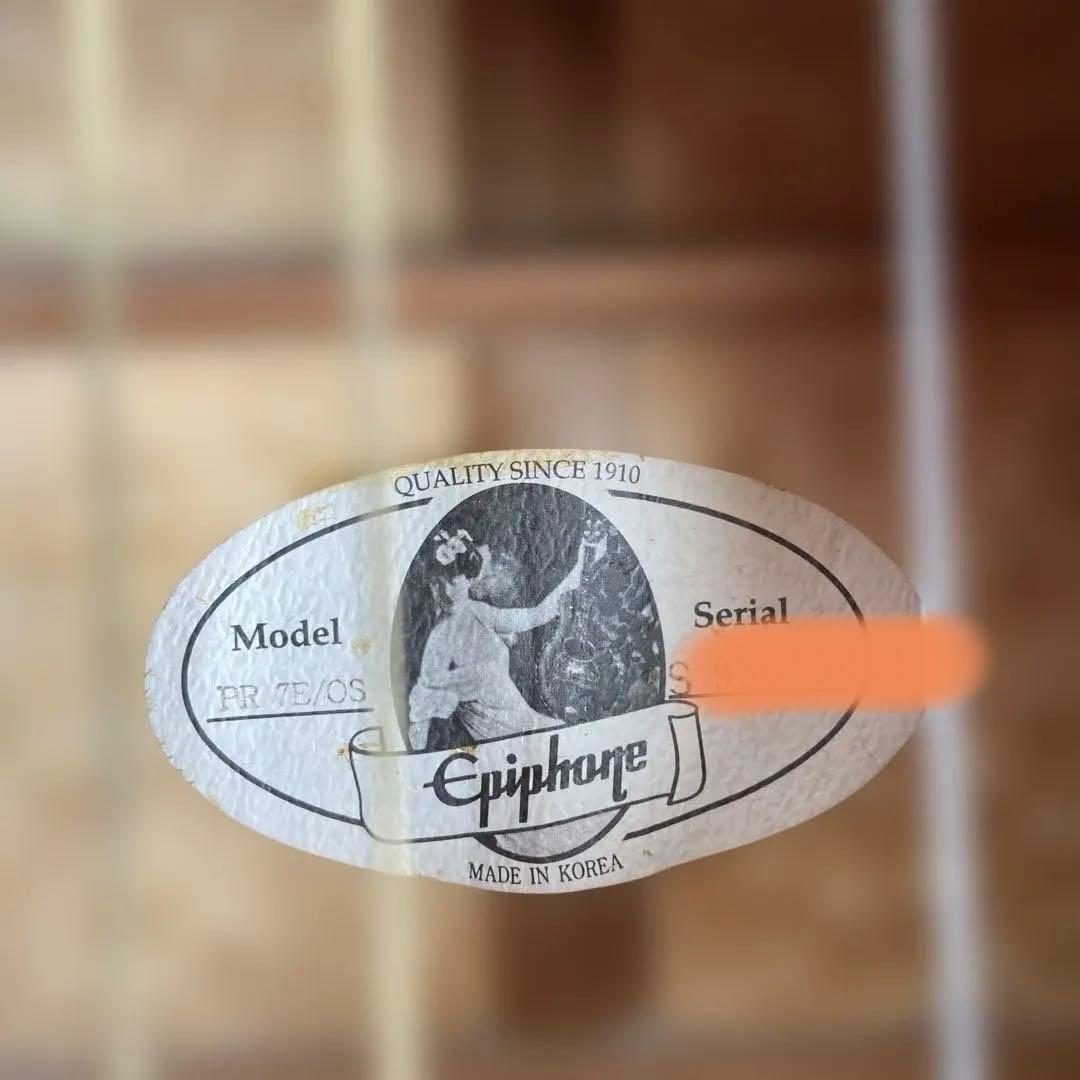 QUALITY SINCE 1910
Model
PR 7E/OS
Serial
S
Epiphone
MADE IN KOREA